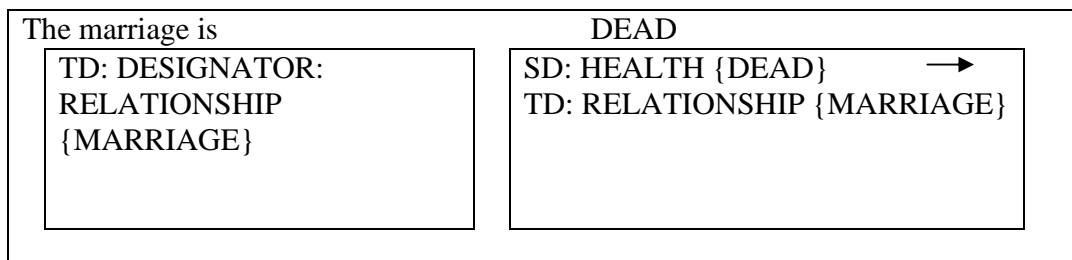 The marriage is DEAD
TD: DESIGNATOR:
RELATIONSHIP
{MARRIAGE}
SD: HEALTH {DEAD} →
TD: RELATIONSHIP {MARRIAGE}